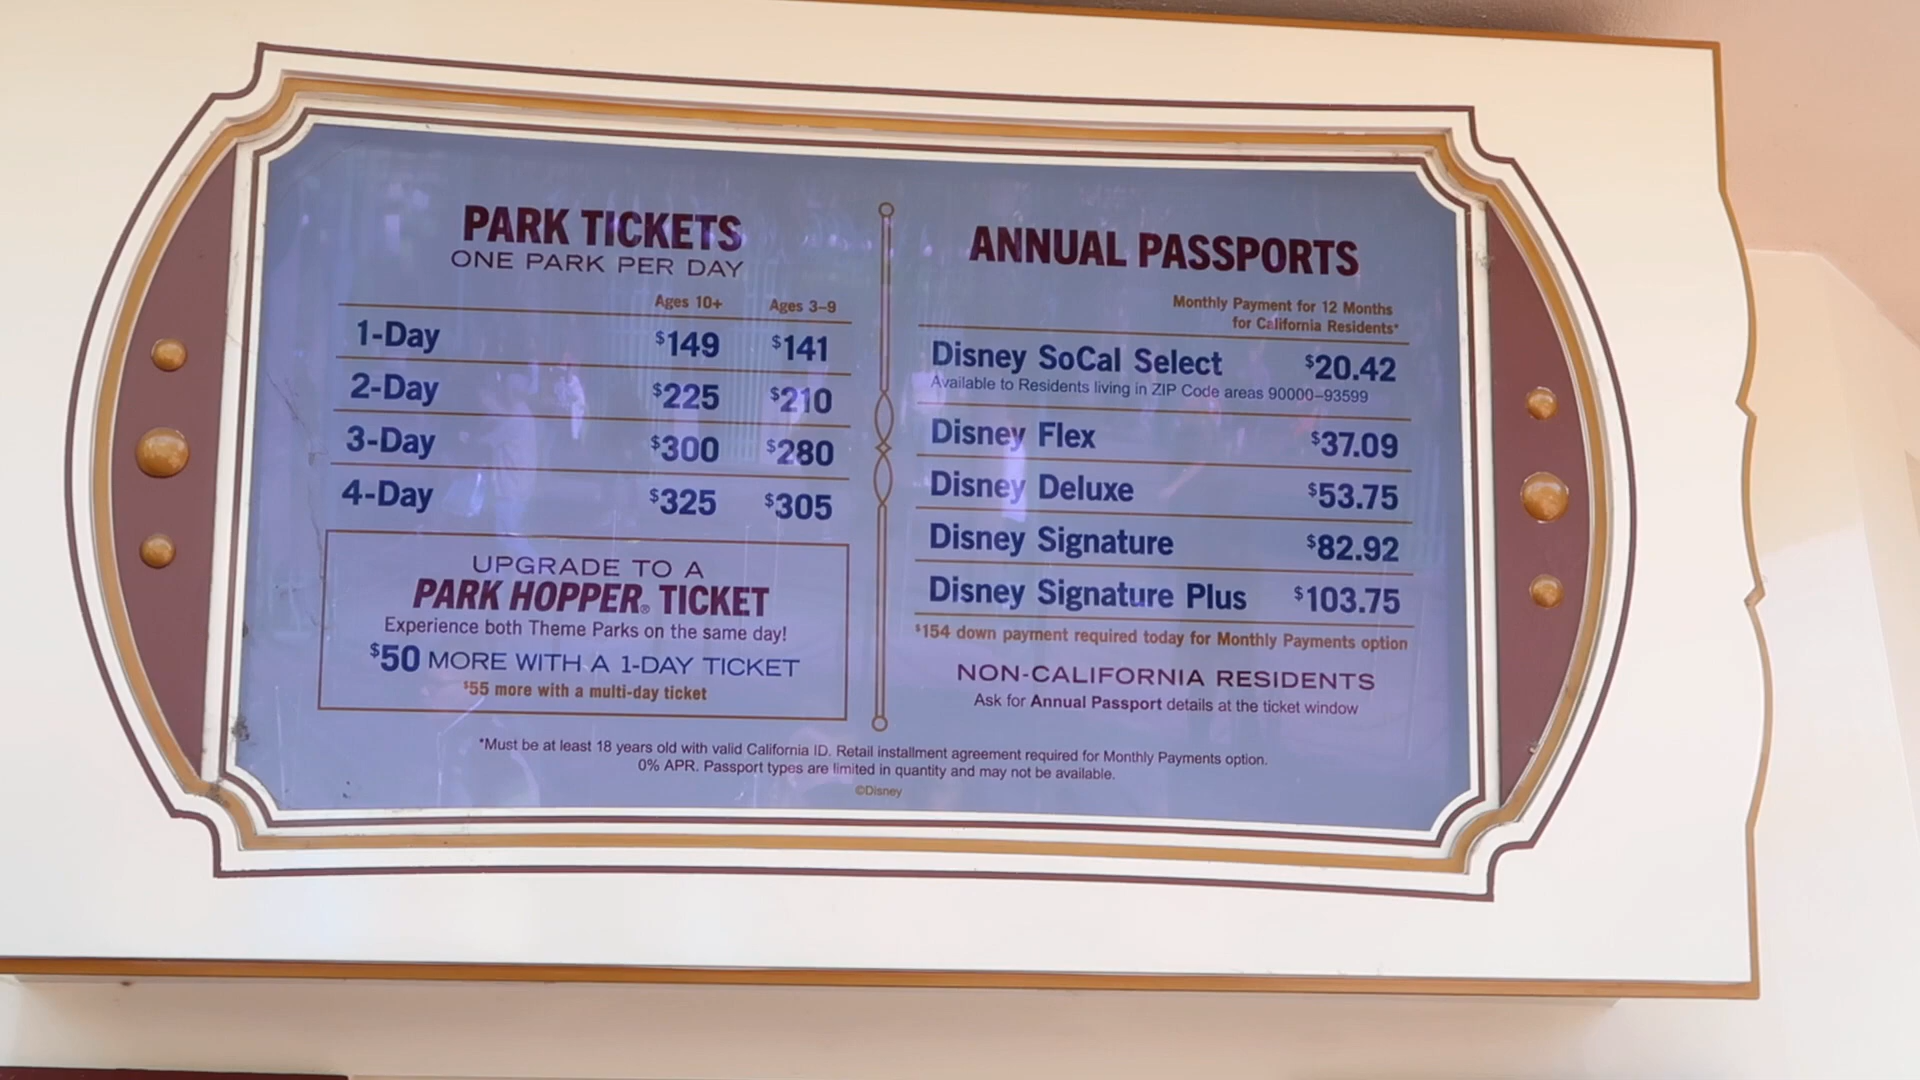 PARK TICKETS
ONE PARK PER DAY
Ages 10+ Ages 3–9
1-Day $149 $141
2-Day $225 $210
3-Day $300 $280
4-Day $325 $305
UPGRADE TO A
PARK HOPPER® TICKET
Experience both Theme Parks on the same day!
$50 MORE WITH A 1-DAY TICKET
$55 more with a multi-day ticket
ANNUAL PASSPORTS
Monthly Payment for 12 Months
for California Residents*
Disney SoCal Select $20.42
Available to Residents living in ZIP Code areas 90000–93599
Disney Flex $37.09
Disney Deluxe $53.75
Disney Signature $82.92
Disney Signature Plus $103.75
$154 down payment required today for Monthly Payments option
NON-CALIFORNIA RESIDENTS
Ask for Annual Passport details at the ticket window
*Must be at least 18 years old with valid California ID. Retail installment agreement required for Monthly Payments option.
0% APR. Passport types are limited in quantity and may not be available.
©Disney